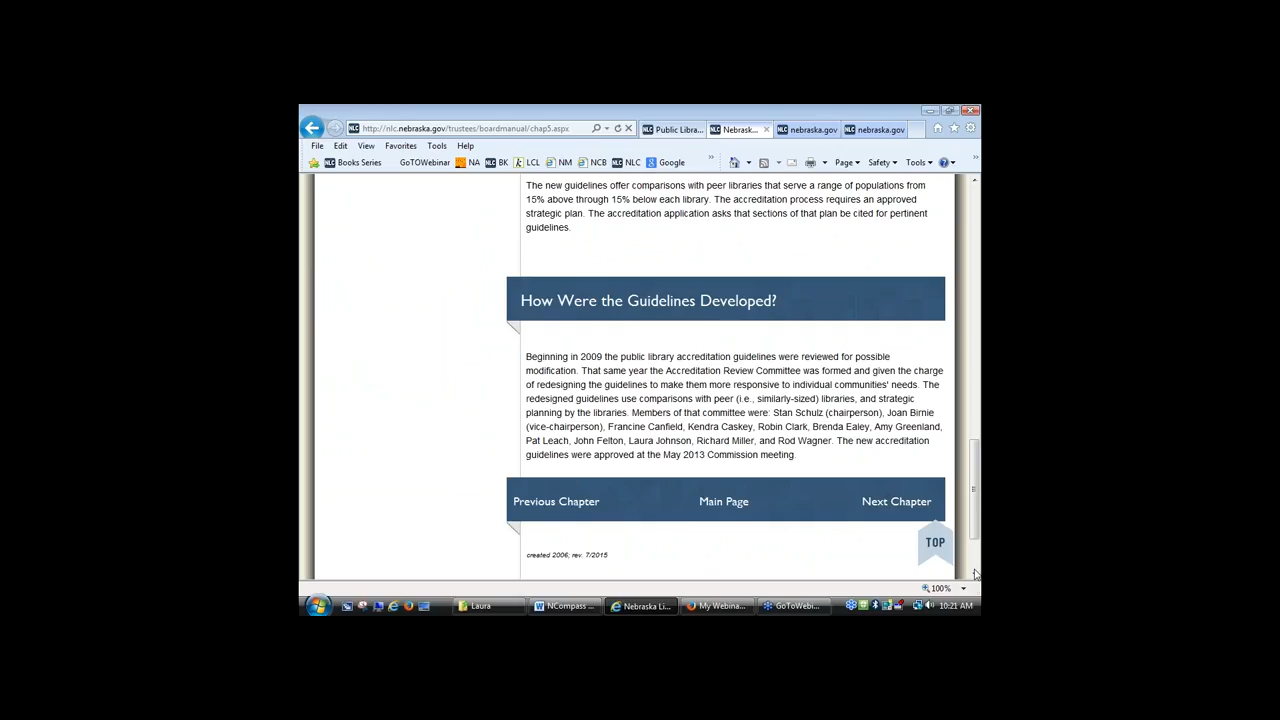 http://nlc.nebraska.gov/trustees/boardmanual/chap5.aspx
NLC Public Libra...
NLC Nebrask...
NLC nebraska.gov
NLC nebraska.gov
File Edit View Favorites Tools Help
NLC Books Series GoTOWebinar NA NLC BK LCL NM NCB NLC NLC Google » Page Safety Tools »
The new guidelines offer comparisons with peer libraries that serve a range of populations from
15% above through 15% below each library. The accreditation process requires an approved
strategic plan. The accreditation application asks that sections of that plan be cited for pertinent
guidelines.
How Were the Guidelines Developed?
Beginning in 2009 the public library accreditation guidelines were reviewed for possible
modification. That same year the Accreditation Review Committee was formed and given the charge
of redesigning the guidelines to make them more responsive to individual communities' needs. The
redesigned guidelines use comparisons with peer (i.e., similarly-sized) libraries, and strategic
planning by the libraries. Members of that committee were: Stan Schulz (chairperson), Joan Birnie
(vice-chairperson), Francine Canfield, Kendra Caskey, Robin Clark, Brenda Ealey, Amy Greenland,
Pat Leach, John Felton, Laura Johnson, Richard Miller, and Rod Wagner. The new accreditation
guidelines were approved at the May 2013 Commission meeting.
Previous Chapter Main Page Next Chapter
TOP
created 2006; rev. 7/2015
100%
Laura NCompass ... Nebraska Li... My Webina... GoToWebi... 10:21 AM